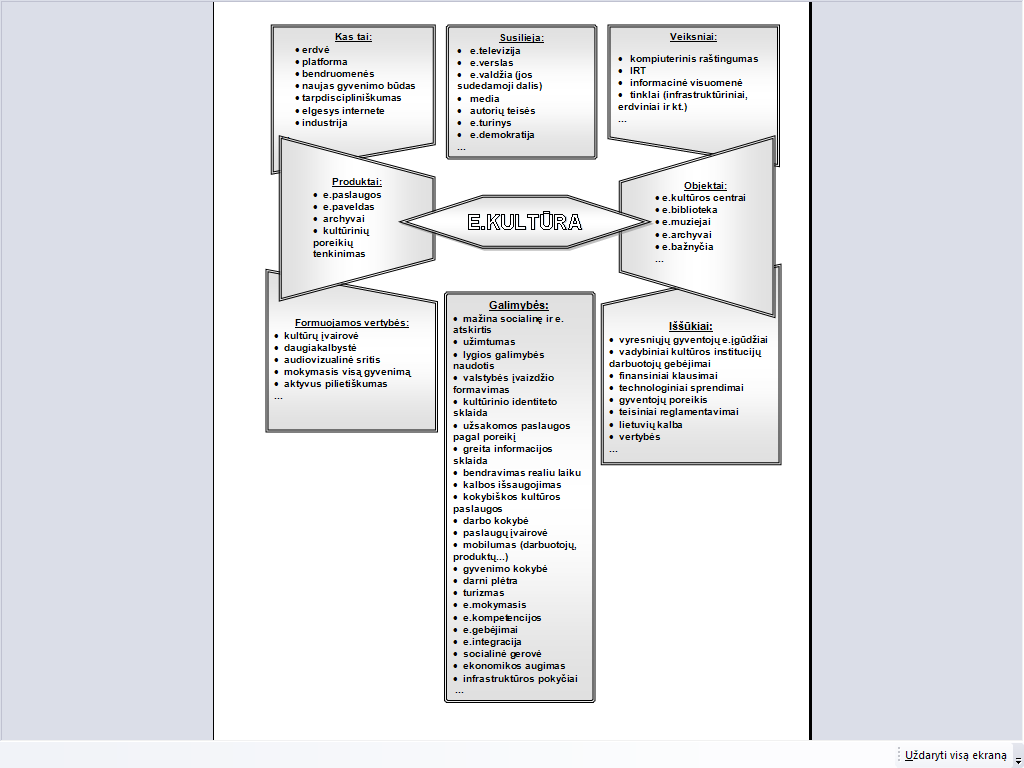 Kas tai:
• erdvė
• platforma
• bendruomenės
• naujas gyvenimo būdas
• tarpdiscipliniškumas
• elgesys internete
• industrija
Susilieja:
• e.televizija
• e.verslas
• e.valdžia (jos
sudedamoji dalis)
• media
• autorių teisės
• e.turinys
• e.demokratija
...
Veiksniai:
• kompiuterinis raštingumas
• IRT
• informacinė visuomenė
• tinklai (infrastruktūriniai,
erdviniai ir kt.)
...
Produktai:
• e.paslaugos
• e.paveldas
• archyvai
• kultūrinių
poreikių
tenkinimas
E.KULTŪRA
Objektai:
• e.kultūros centrai
• e.biblioteka
• e.muziejai
• e.archyvai
• e.bažnyčia
...
Formuojamos vertybės:
• kultūrų įvairovė
• daugiakalbystė
• audiovizualinė sritis
• mokymasis visą gyvenimą
• aktyvus pilietiškumas
...
Galimybės:
• mažina socialinę ir e.
atskirtis
• užimtumas
• lygios galimybės
naudotis
• valstybės įvaizdžio
formavimas
• kultūrinio identiteto
sklaida
• užsakomos paslaugos
pagal poreikį
• greita informacijos
sklaida
• bendravimas realiu laiku
• kalbos išsaugojimas
• kokybiškos kultūros
paslaugos
• darbo kokybė
• paslaugų įvairovė
• mobilumas (darbuotojų,
produktų...)
• gyvenimo kokybė
• darni plėtra
• turizmas
• e.mokymasis
• e.kompetencijos
• e.gebėjimai
• e.integracija
• socialinė gerovė
• ekonomikos augimas
• infrastruktūros pokyčiai
...
Iššūkiai:
• vyresniųjų gyventojų e.įgūdžiai
• vadybiniai kultūros institucijų
darbuotojų gebėjimai
• finansiniai klausimai
• technologiniai sprendimai
• gyventojų poreikis
• teisiniai reglamentavimai
• lietuvių kalba
• vertybės
...
Uždaryti visą ekraną